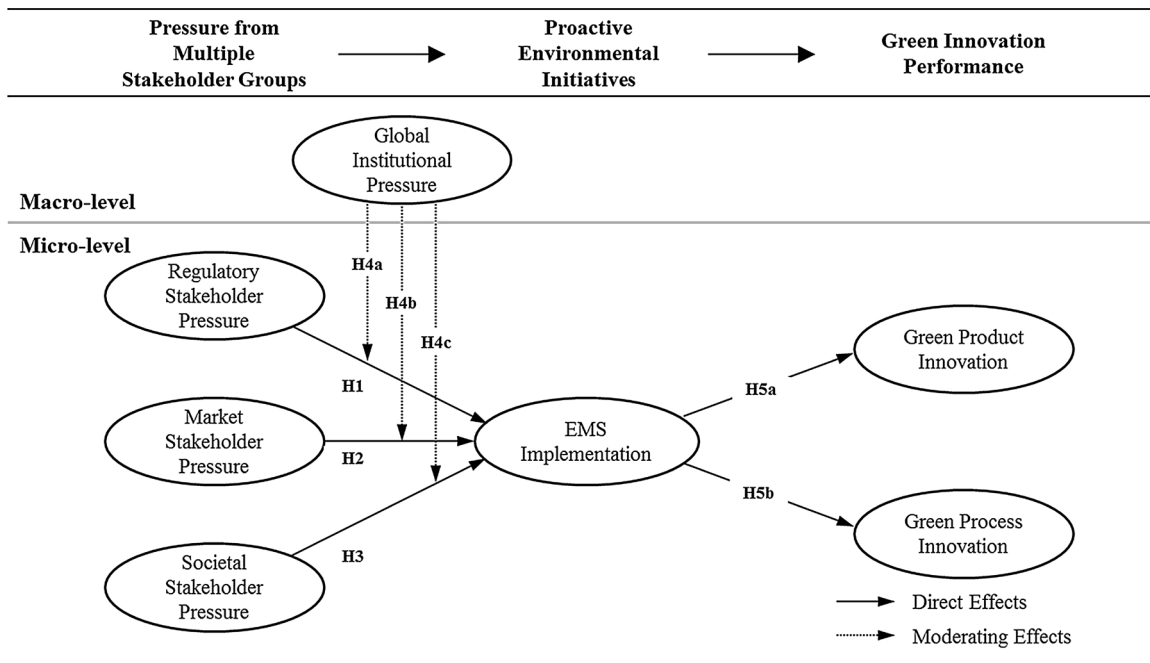 Pressure from
Multiple
Stakeholder Groups
Proactive
Environmental
Initiatives
Green Innovation
Performance
Global
Institutional
Pressure
Macro-level
Micro-level
Regulatory
Stakeholder
Pressure
H4a
H4b
H4c
H1
Market
Stakeholder
Pressure
H2
EMS
Implementation
H3
Societal
Stakeholder
Pressure
H5a
H5b
Green Product
Innovation
Green Process
Innovation
Direct Effects
Moderating Effects